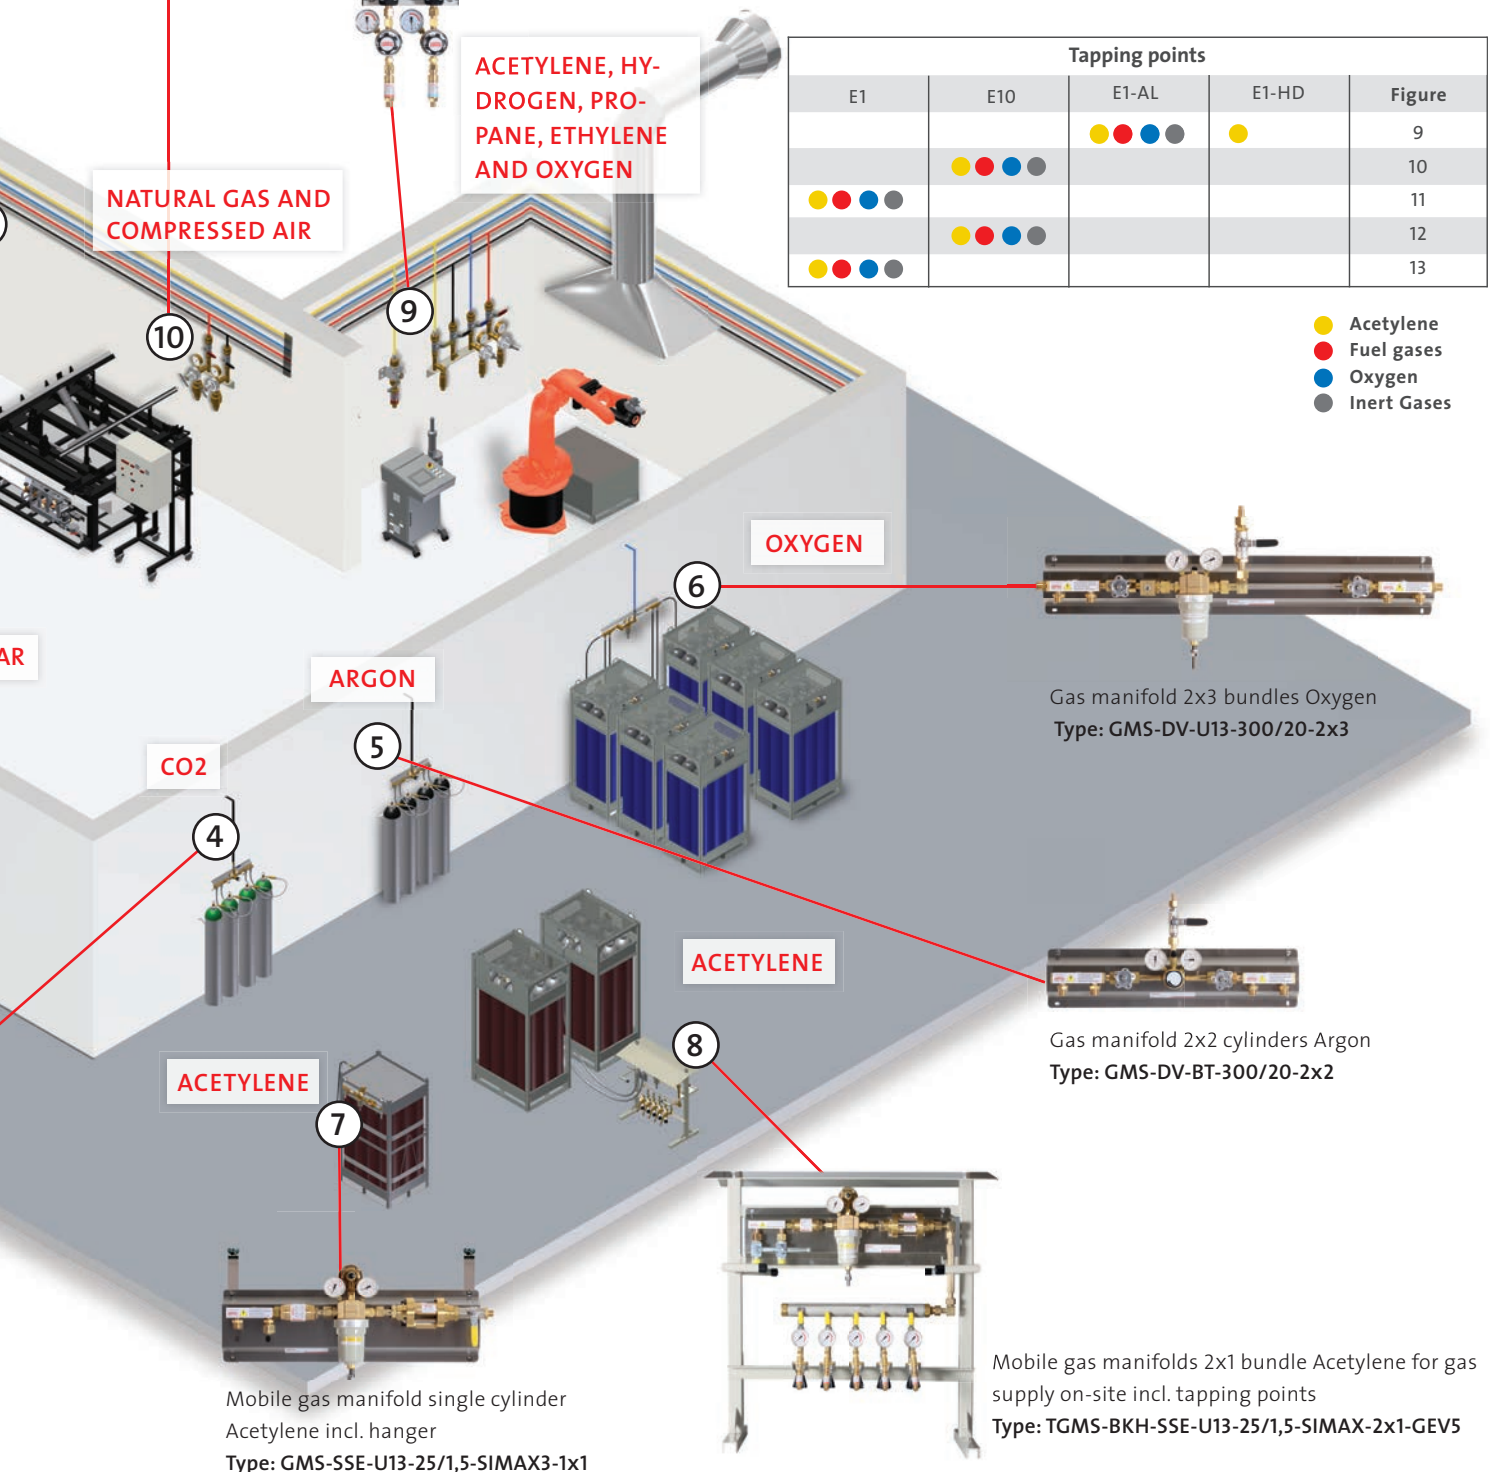 ACETYLENE, HY-
DROGEN, PRO-
PANE, ETHYLENE
AND OXYGEN
NATURAL GAS AND
COMPRESSED AIR
Tapping points
E1 E10 E1-AL E1-HD Figure
9
10
11
12
13
Acetylene
Fuel gases
Oxygen
Inert Gases
9
10
OXYGEN
6
Gas manifold 2x3 bundles Oxygen
Type: GMS-DV-U13-300/20-2x3
AR
ARGON
5
CO2
4
ACETYLENE
Gas manifold 2x2 cylinders Argon
Type: GMS-DV-BT-300/20-2x2
8
ACETYLENE
7
Mobile gas manifolds 2x1 bundle Acetylene for gas
supply on-site incl. tapping points
Type: TGMS-BKH-SSE-U13-25/1,5-SIMAX-2x1-GEV5
Mobile gas manifold single cylinder
Acetylene incl. hanger
Type: GMS-SSE-U13-25/1,5-SIMAX3-1x1